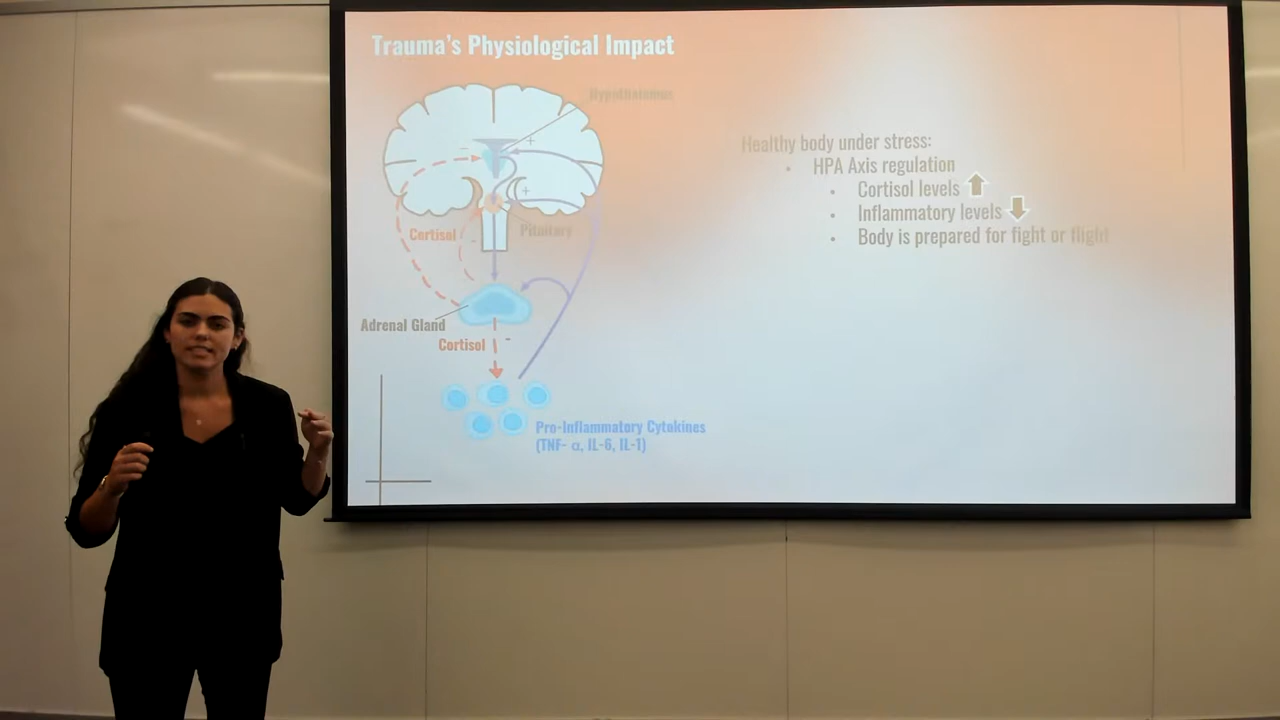 Trauma's Physiological Impact
Hypothalamus
+
-
+
Cortisol
-
Pituitary
Adrenal Gland
Cortisol
-
Pro-Inflammatory Cytokines
(TNF- α, IL-6, IL-1)
Healthy body under stress:
• HPA Axis regulation
• Cortisol levels
• Inflammatory levels
• Body is prepared for fight or flight